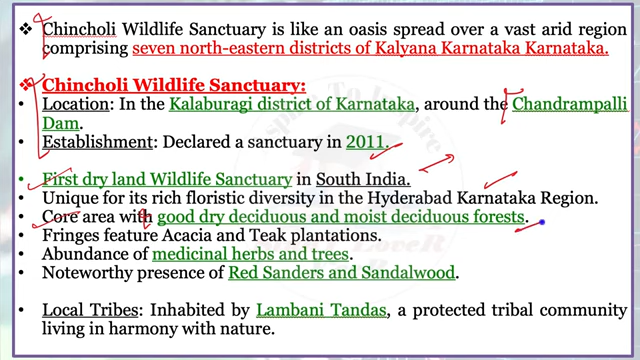 Chincholi Wildlife Sanctuary is like an oasis spread over a vast arid region
comprising seven north-eastern districts of Kalyana Karnataka Karnataka.
Chincholi Wildlife Sanctuary:
Location: In the Kalaburagi district of Karnataka, around the Chandrampalli
Dam.
Establishment: Declared a sanctuary in 2011.
First dry land Wildlife Sanctuary in South India.
Unique for its rich floristic diversity in the Hyderabad Karnataka Region.
Core area with good dry deciduous and moist deciduous forests.
Fringes feature Acacia and Teak plantations.
Abundance of medicinal herbs and trees.
Noteworthy presence of Red Sanders and Sandalwood.
Local Tribes: Inhabited by Lambani Tandas, a protected tribal community
living in harmony with nature.